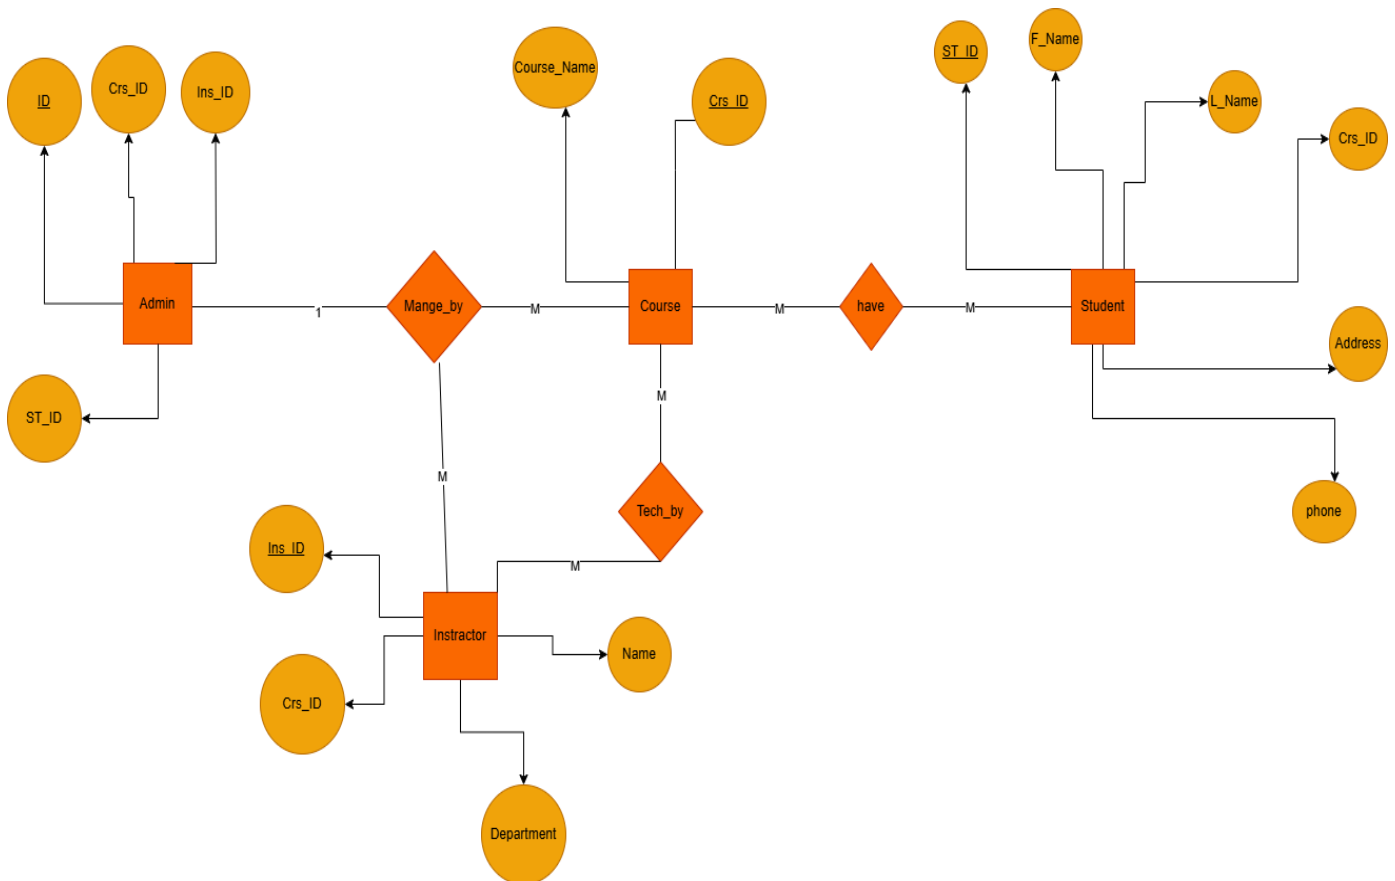 ST_ID
F_Name
Course_Name
ID
Crs_ID
Ins_ID
Crs_ID
L_Name
Crs_ID
Admin
1
Mange_by
M
Course
M
have
M
Student
Address
ST_ID
M
M
Tech_by
phone
Ins_ID
M
Instractor
Name
Crs_ID
Department